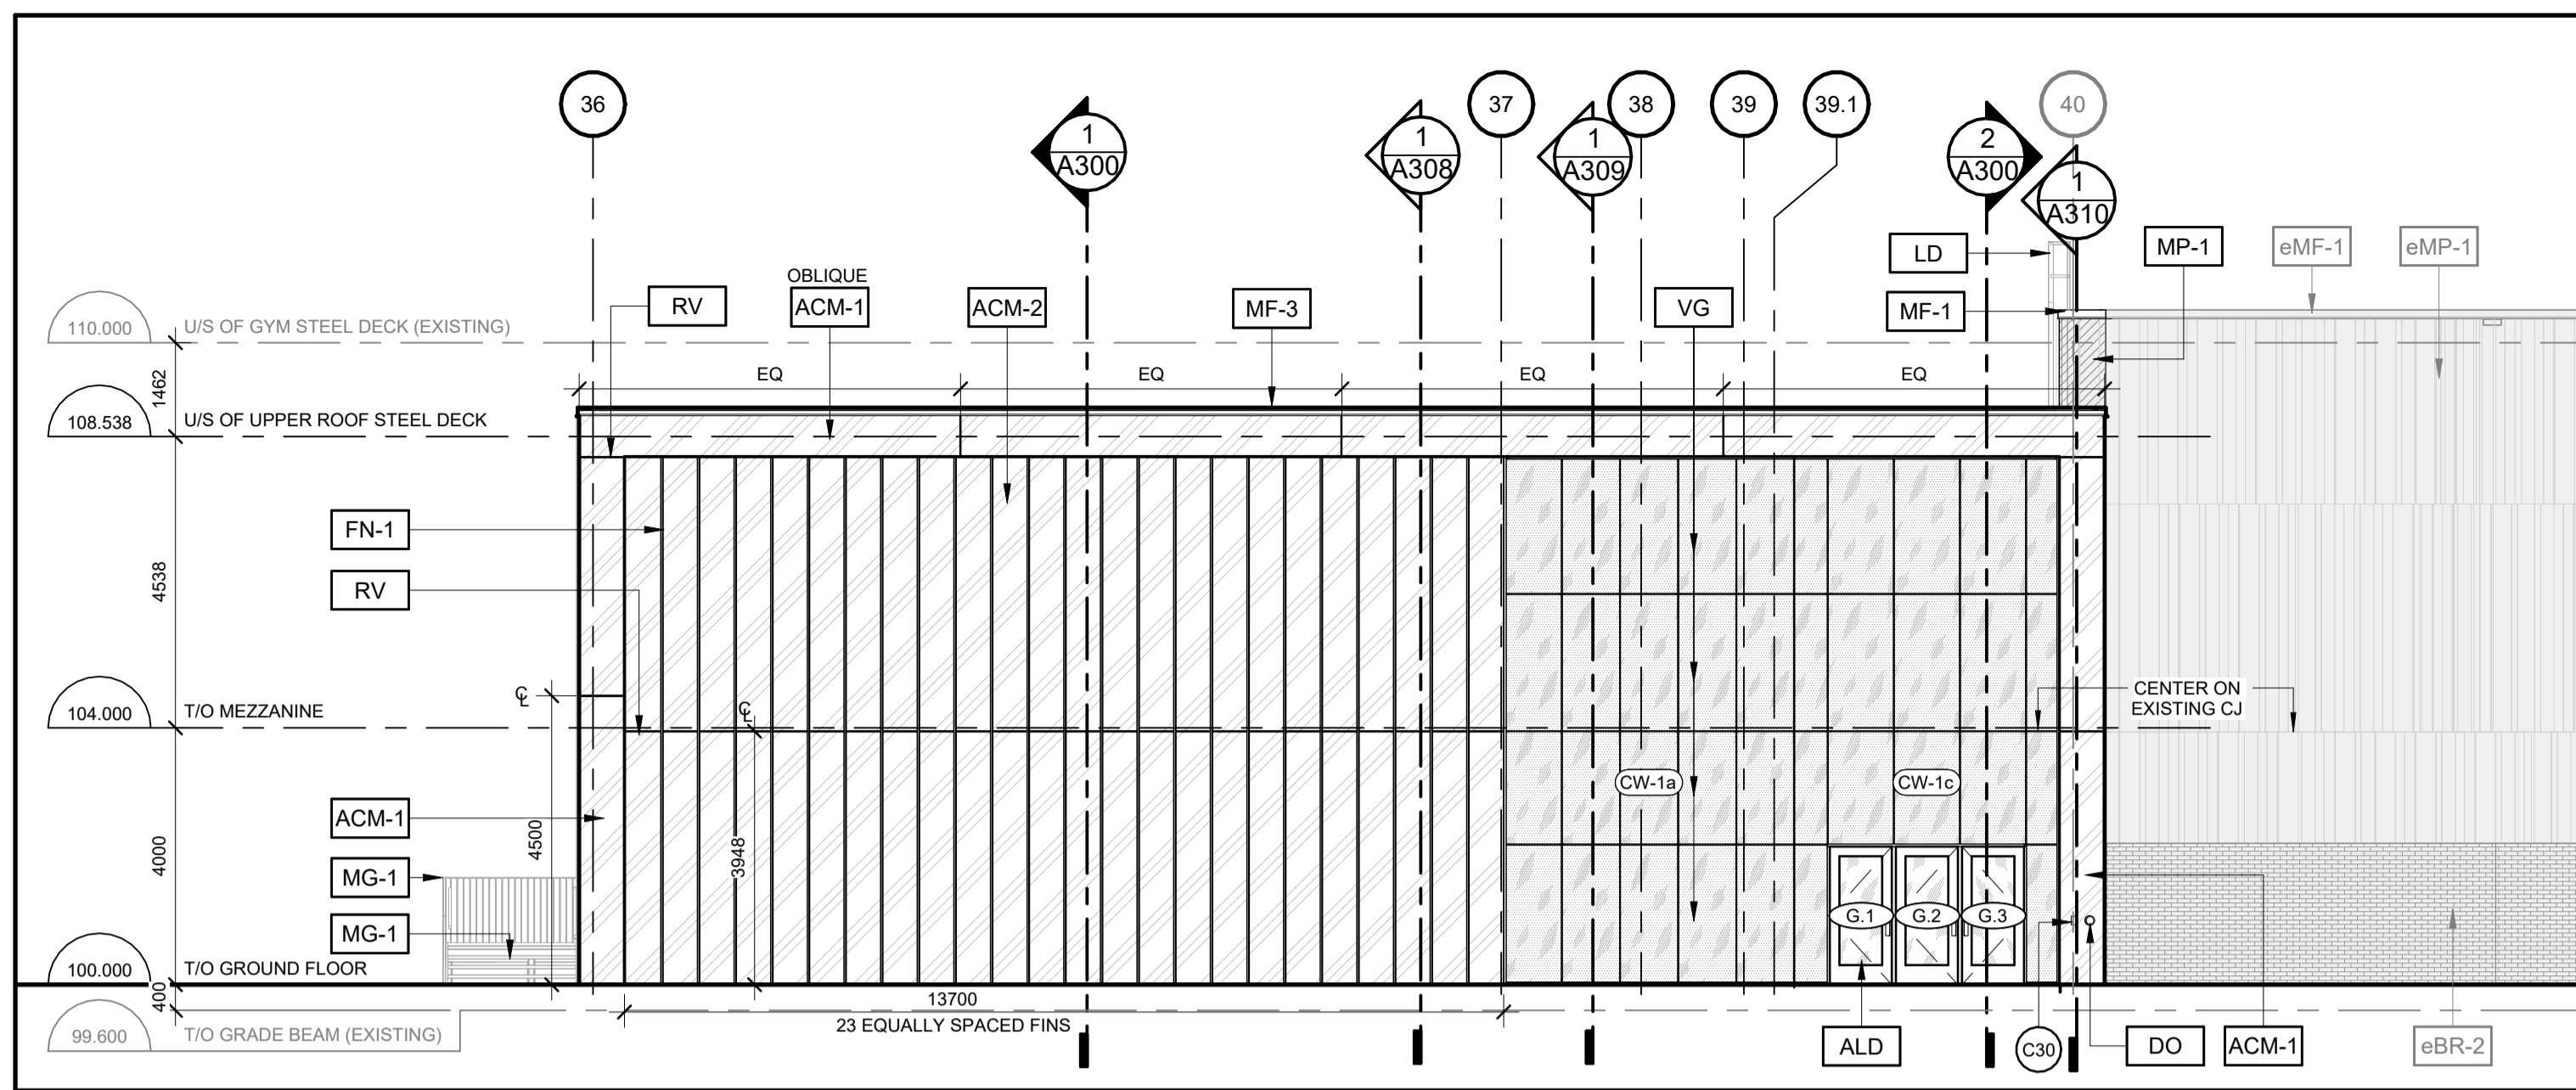 36
37
38
39
39.1
40
1
A300
1
A308
1
A309
2
A300
1
A310
LD
MP-1
eMF-1
eMP-1
RV
OBLIQUE
ACM-1
ACM-2
MF-3
VG
MF-1
110.000
U/S OF GYM STEEL DECK (EXISTING)
1462
EQ
EQ
EQ
EQ
108.538
U/S OF UPPER ROOF STEEL DECK
FN-1
4538
RV
CENTER ON
EXISTING CJ
℄
℄
104.000
T/O MEZZANINE
CW-1a
CW-1c
ACM-1
4500
4000
3948
MG-1
MG-1
G.1
G.2
G.3
100.000
T/O GROUND FLOOR
400
13700
23 EQUALLY SPACED FINS
99.600
T/O GRADE BEAM (EXISTING)
ALD
C30
DO
ACM-1
eBR-2